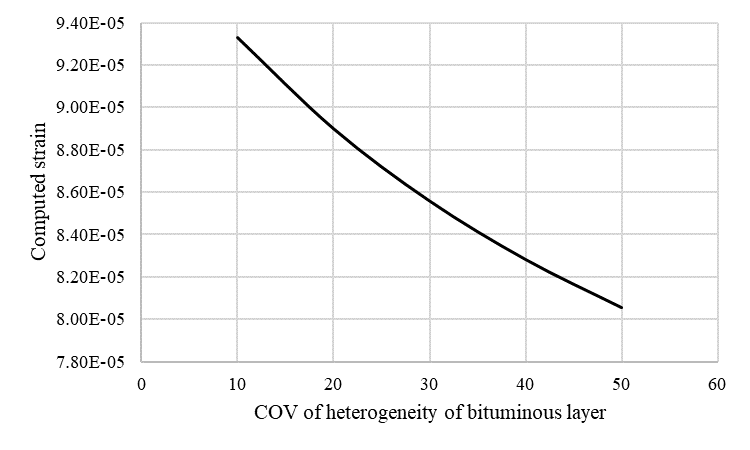 9.40E-05
9.20E-05
9.00E-05
8.80E-05
8.60E-05
8.40E-05
8.20E-05
8.00E-05
7.80E-05
Computed strain
0 10 20 30 40 50 60
COV of heterogeneity of bituminous layer